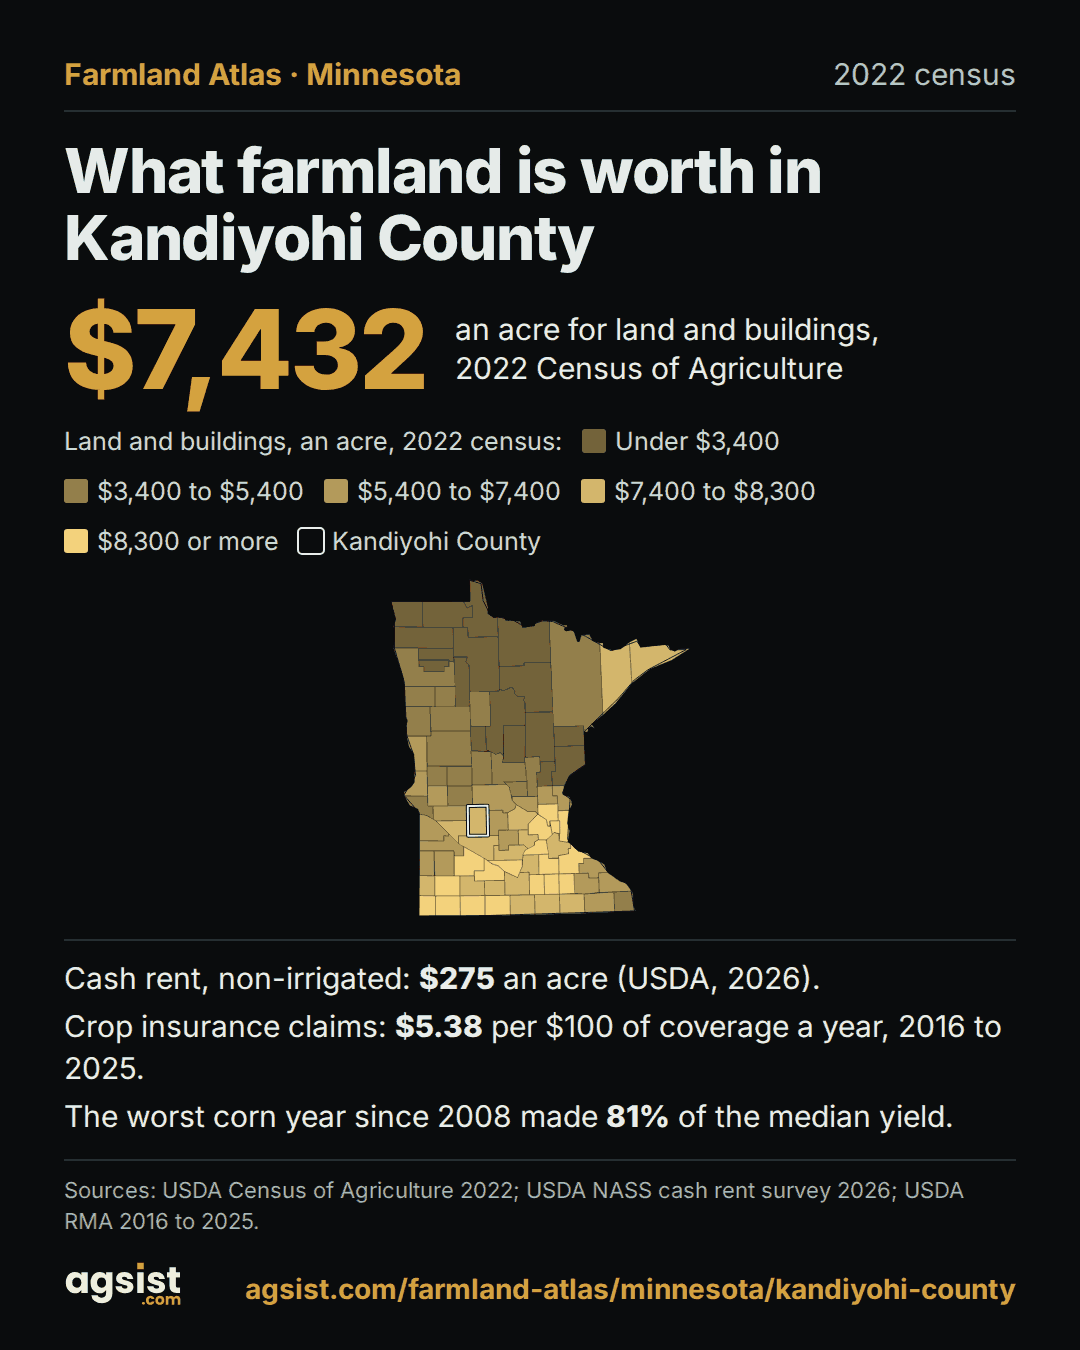 Farmland Atlas · Minnesota
2022 census
What farmland is worth in
Kandiyohi County
$7,432
an acre for land and buildings,
2022 Census of Agriculture
Land and buildings, an acre, 2022 census: Under $3,400
$3,400 to $5,400 $5,400 to $7,400 $7,400 to $8,300
$8,300 or more Kandiyohi County
Cash rent, non-irrigated: $275 an acre (USDA, 2026).
Crop insurance claims: $5.38 per $100 of coverage a year, 2016 to
2025.
The worst corn year since 2008 made 81% of the median yield.
Sources: USDA Census of Agriculture 2022; USDA NASS cash rent survey 2026; USDA
RMA 2016 to 2025.
agsist
.com
agsist.com/farmland-atlas/minnesota/kandiyohi-county